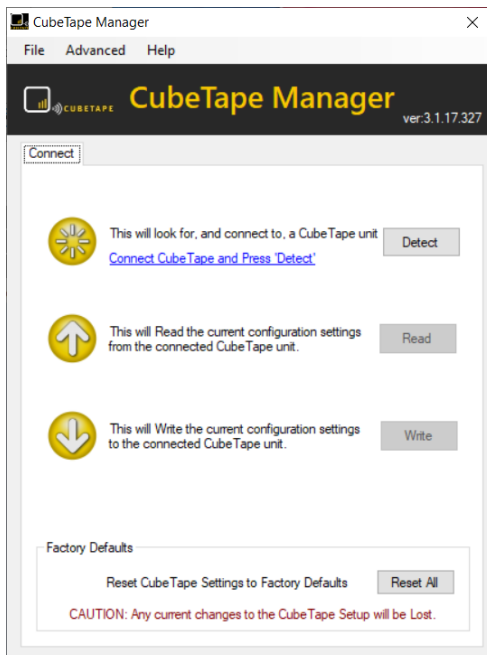 CubeTape Manager
File Advanced Help
CUBETAPE CubeTape Manager
ver:3.1.17.327
Connect
This will look for, and connect to, a CubeTape unit
Connect CubeTape and Press 'Detect'
Detect
This will Read the current configuration settings
from the connected CubeTape unit.
Read
This will Write the current configuration settings
to the connected CubeTape unit.
Write
Factory Defaults
Reset CubeTape Settings to Factory Defaults
Reset All
CAUTION: Any current changes to the CubeTape Setup will be Lost.